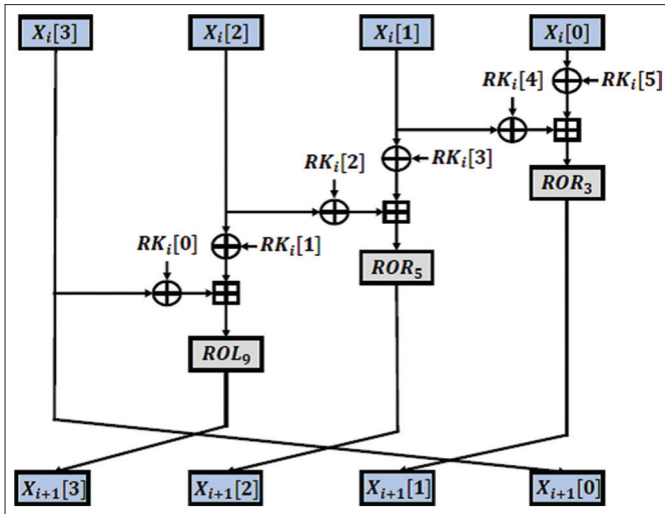 X_i[3] X_i[2] X_i[1] X_i[0]
RK_i[4] RK_i[5]
RK_i[2] RK_i[3]
ROR_3
RK_i[0] RK_i[1]
ROR_5
ROL_9
X_{i+1}[3] X_{i+1}[2] X_{i+1}[1] X_{i+1}[0]